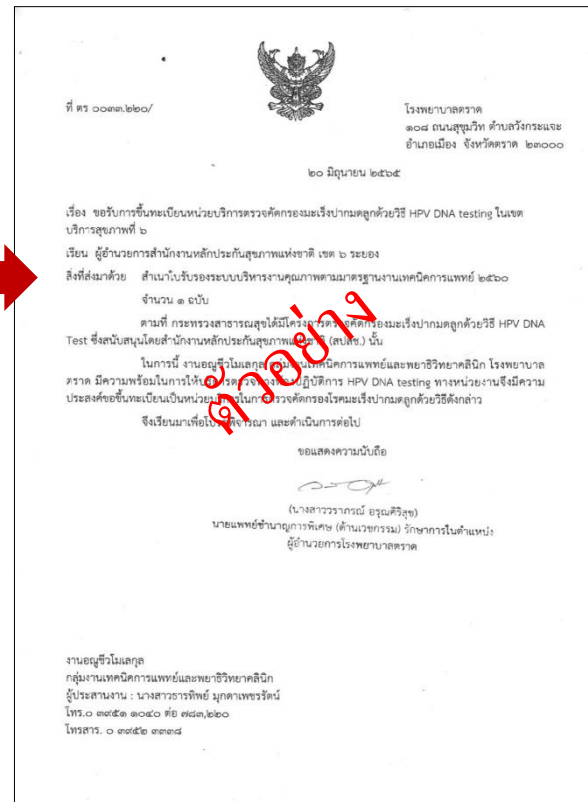 ที่ ตร ๐๐๓๓.๒๒๐/
โรงพยาบาลตราด
๑๐๘ ถนนสุขุมวิท ตำบลวังกระแจะ
อำเภอเมือง จังหวัดตราด ๒๓๐๐๐
๒๐ มิถุนายน ๒๕๖๕
เรื่อง ขอรับการขึ้นทะเบียนหน่วยบริการตรวจคัดกรองมะเร็งปากมดลูกด้วยวิธี HPV DNA testing ในเขต
บริการสุขภาพที่ ๖
เรียน ผู้อำนวยการสำนักงานหลักประกันสุขภาพแห่งชาติ เขต ๖ ระยอง
สิ่งที่ส่งมาด้วย สำเนาใบรับรองระบบบริหารงานคุณภาพตามมาตรฐานงานเทคนิคการแพทย์ ๒๕๖๐
จำนวน ๑ ฉบับ
ตามที่ กระทรวงสาธารณสุขได้มีโครงการตรวจคัดกรองมะเร็งปากมดลูกด้วยวิธี HPV DNA
Test ซึ่งสนับสนุนโดยสำนักงานหลักประกันสุขภาพแห่งชาติ (สปสช.) นั้น
ในการนี้ งานอณูชีวโมเลกุล กลุ่มงานเทคนิคการแพทย์และพยาธิวิทยาคลินิก โรงพยาบาล
ตราด มีความพร้อมในการให้บริการตรวจทางห้องปฏิบัติการ HPV DNA testing ทางหน่วยงานจึงมีความ
ประสงค์ขอขึ้นทะเบียนเป็นหน่วยบริการในการตรวจคัดกรองโรคมะเร็งปากมดลูกด้วยวิธีดังกล่าว
จึงเรียนมาเพื่อโปรดพิจารณา และดำเนินการต่อไป
ตัวอย่าง
ขอแสดงความนับถือ
(นางสาววราภรณ์ อรุณศิริสุข)
นายแพทย์ชำนาญการพิเศษ (ด้านเวชกรรม) รักษาการในตำแหน่ง
ผู้อำนวยการโรงพยาบาลตราด
งานอณูชีวโมเลกุล
กลุ่มงานเทคนิคการแพทย์และพยาธิวิทยาคลินิก
ผู้ประสานงาน : นางสาวธารทิพย์ มุกดาเพชรรัตน์
โทร.๐ ๓๙๕๑ ๑๐๔๐ ต่อ ๗๘๓,๒๒๐
โทรสาร. ๐ ๓๙๕๒ ๓๓๓๘